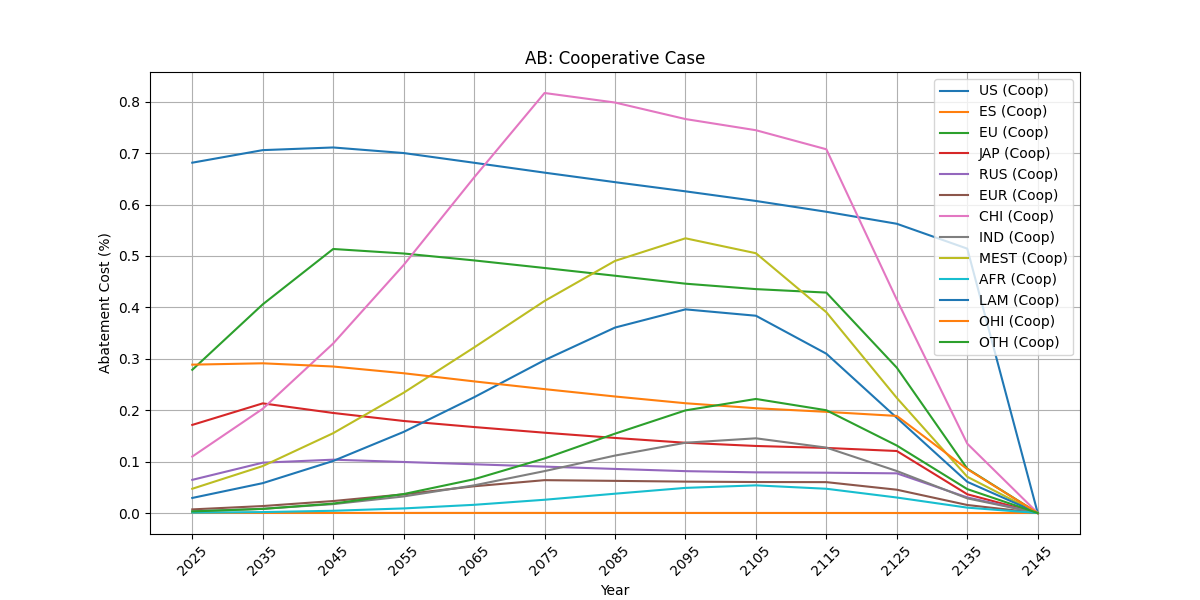 AB: Cooperative Case
US (Coop)
ES (Coop)
EU (Coop)
JAP (Coop)
RUS (Coop)
EUR (Coop)
CHI (Coop)
IND (Coop)
MEST (Coop)
AFR (Coop)
LAM (Coop)
OHI (Coop)
OTH (Coop)
Abatement Cost (%)
0.8
0.7
0.6
0.5
0.4
0.3
0.2
0.1
0.0
2025
2035
2045
2055
2065
2075
2085
2095
2105
2115
2125
2135
2145
Year